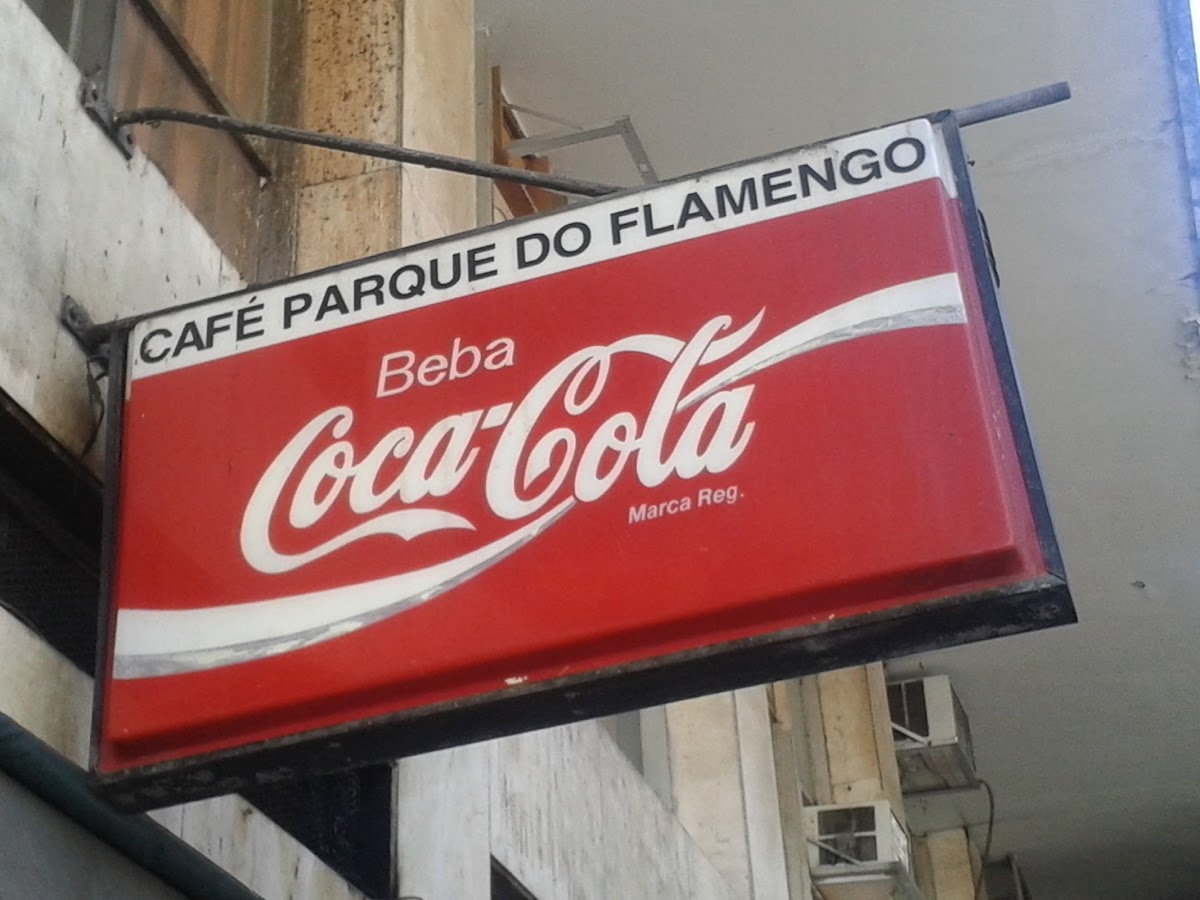 CAFÉ PARQUE DO FLAMENGO
Beba
Coca-Cola
Marca Reg.